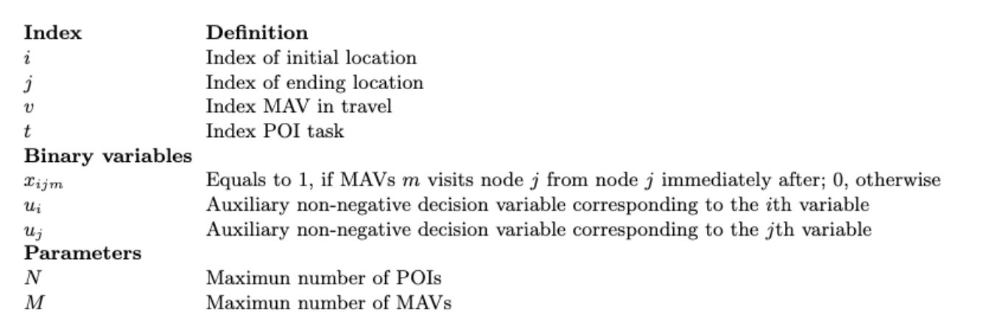 Index Definition
i Index of initial location
j Index of ending location
v Index MAV in travel
t Index POI task
Binary variables
x_{ijm} Equals to 1, if MAVs m visits node j from node j immediately after; 0, otherwise
u_i Auxiliary non-negative decision variable corresponding to the ith variable
u_j Auxiliary non-negative decision variable corresponding to the jth variable
Parameters
N Maximun number of POIs
M Maximun number of MAVs